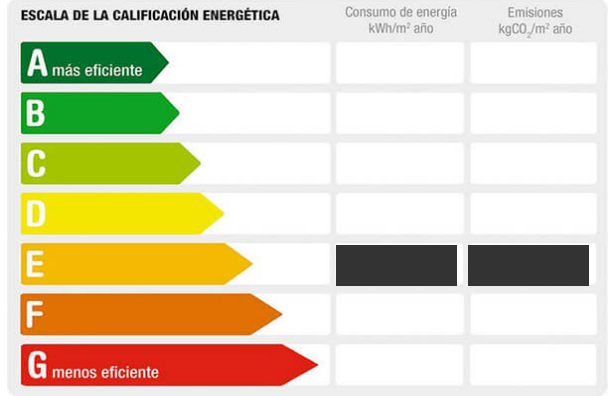 ESCALA DE LA CALIFICACIÓN ENERGÉTICA
Consumo de energía
kWh/m² año
Emisiones
kgCO₂/m² año
A más eficiente
B
C
D
E
F
G menos eficiente